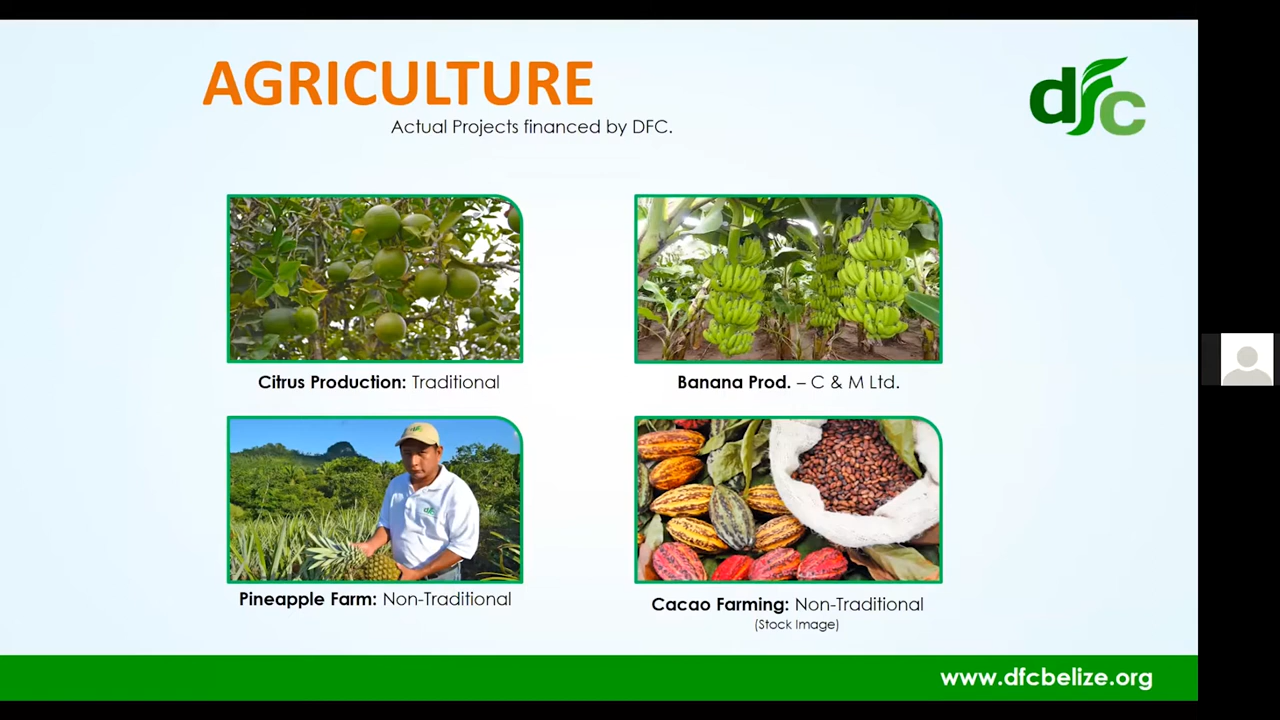 AGRICULTURE
Actual Projects financed by DFC.
dfc
Citrus Production: Traditional
Banana Prod. – C & M Ltd.
Pineapple Farm: Non-Traditional
Cacao Farming: Non-Traditional
(Stock Image)
www.dfcbelize.org